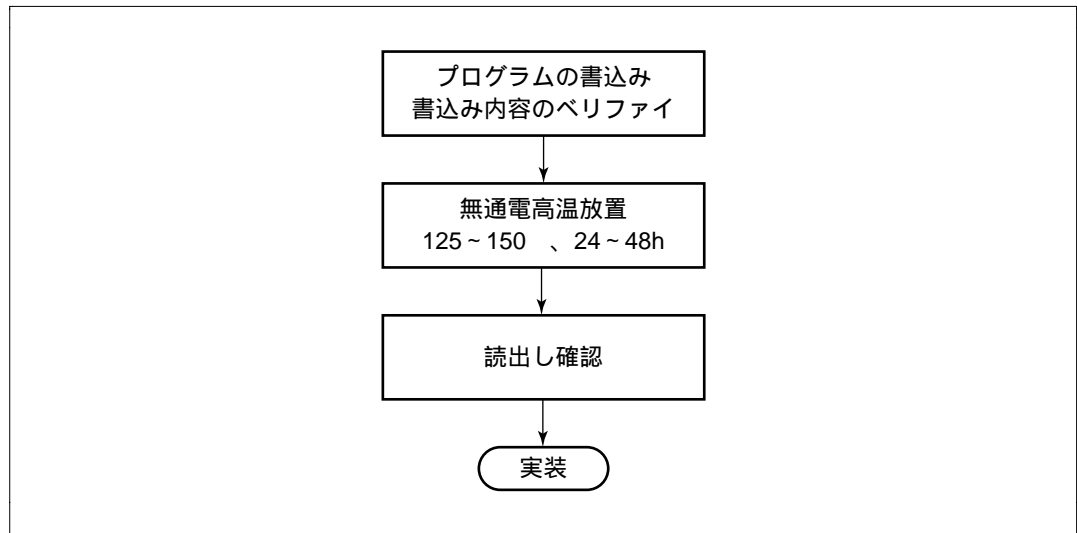 プログラムの書込み
書込み内容のベリファイ
無通電高温放置
125~150 、24~48h
読出し確認
実装